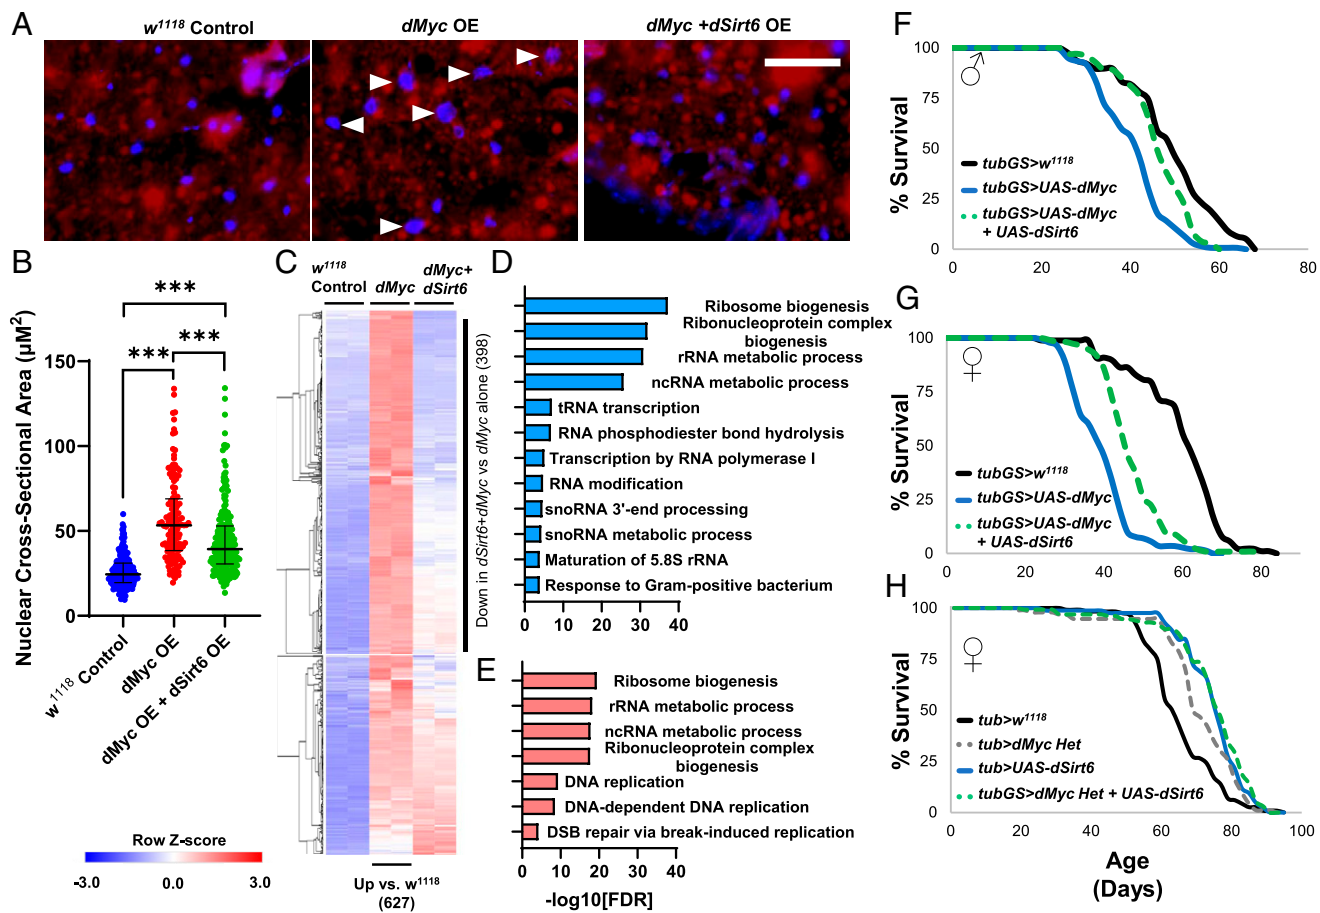 A
w1118 Control
dMyc OE
dMyc +dSirt6 OE
B
Nuclear Cross-Sectional Area (µM2)
150
100
50
0
***
***
***
w1118 Control
dMyc OE
dMyc OE + dSirt6 OE
Row Z-score
-3.0
0.0
3.0
C
w1118
Control
dMyc
dMyc+
dSirt6
Down in dSirt6+dMyc vs dMyc alone (398)
Up vs. w1118
(627)
D
Ribosome biogenesis
Ribonucleoprotein complex
biogenesis
rRNA metabolic process
ncRNA metabolic process
tRNA transcription
RNA phosphodiester bond hydrolysis
Transcription by RNA polymerase I
RNA modification
snoRNA 3'-end processing
snoRNA metabolic process
Maturation of 5.8S rRNA
Response to Gram-positive bacterium
0 10 20 30 40
E
Ribosome biogenesis
rRNA metabolic process
ncRNA metabolic process
Ribonucleoprotein complex
biogenesis
DNA replication
DNA-dependent DNA replication
DSB repair via break-induced replication
0 10 20 30 40
-log10[FDR]
F
♂
% Survival
100
75
50
25
0
tubGS>w1118
tubGS>UAS-dMyc
tubGS>UAS-dMyc
+ UAS-dSirt6
0 20 40 60 80
G
♀
% Survival
100
75
50
25
0
tubGS>w1118
tubGS>UAS-dMyc
tubGS>UAS-dMyc
+ UAS-dSirt6
0 20 40 60 80
H
♀
% Survival
100
75
50
25
0
tub>w1118
tub>dMyc Het
tub>UAS-dSirt6
tubGS>dMyc Het + UAS-dSirt6
0 20 40 60 80 100
Age
(Days)